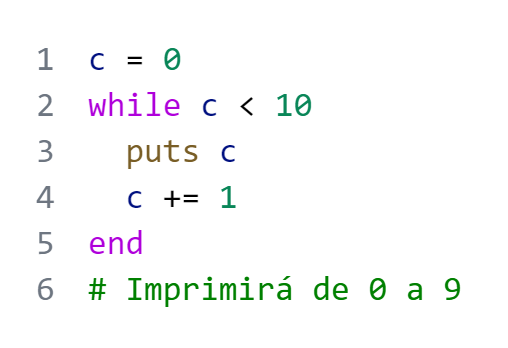 1 c = 0
2 while c < 10
3   puts c
4   c += 1
5 end
6 # Imprimirá de 0 a 9